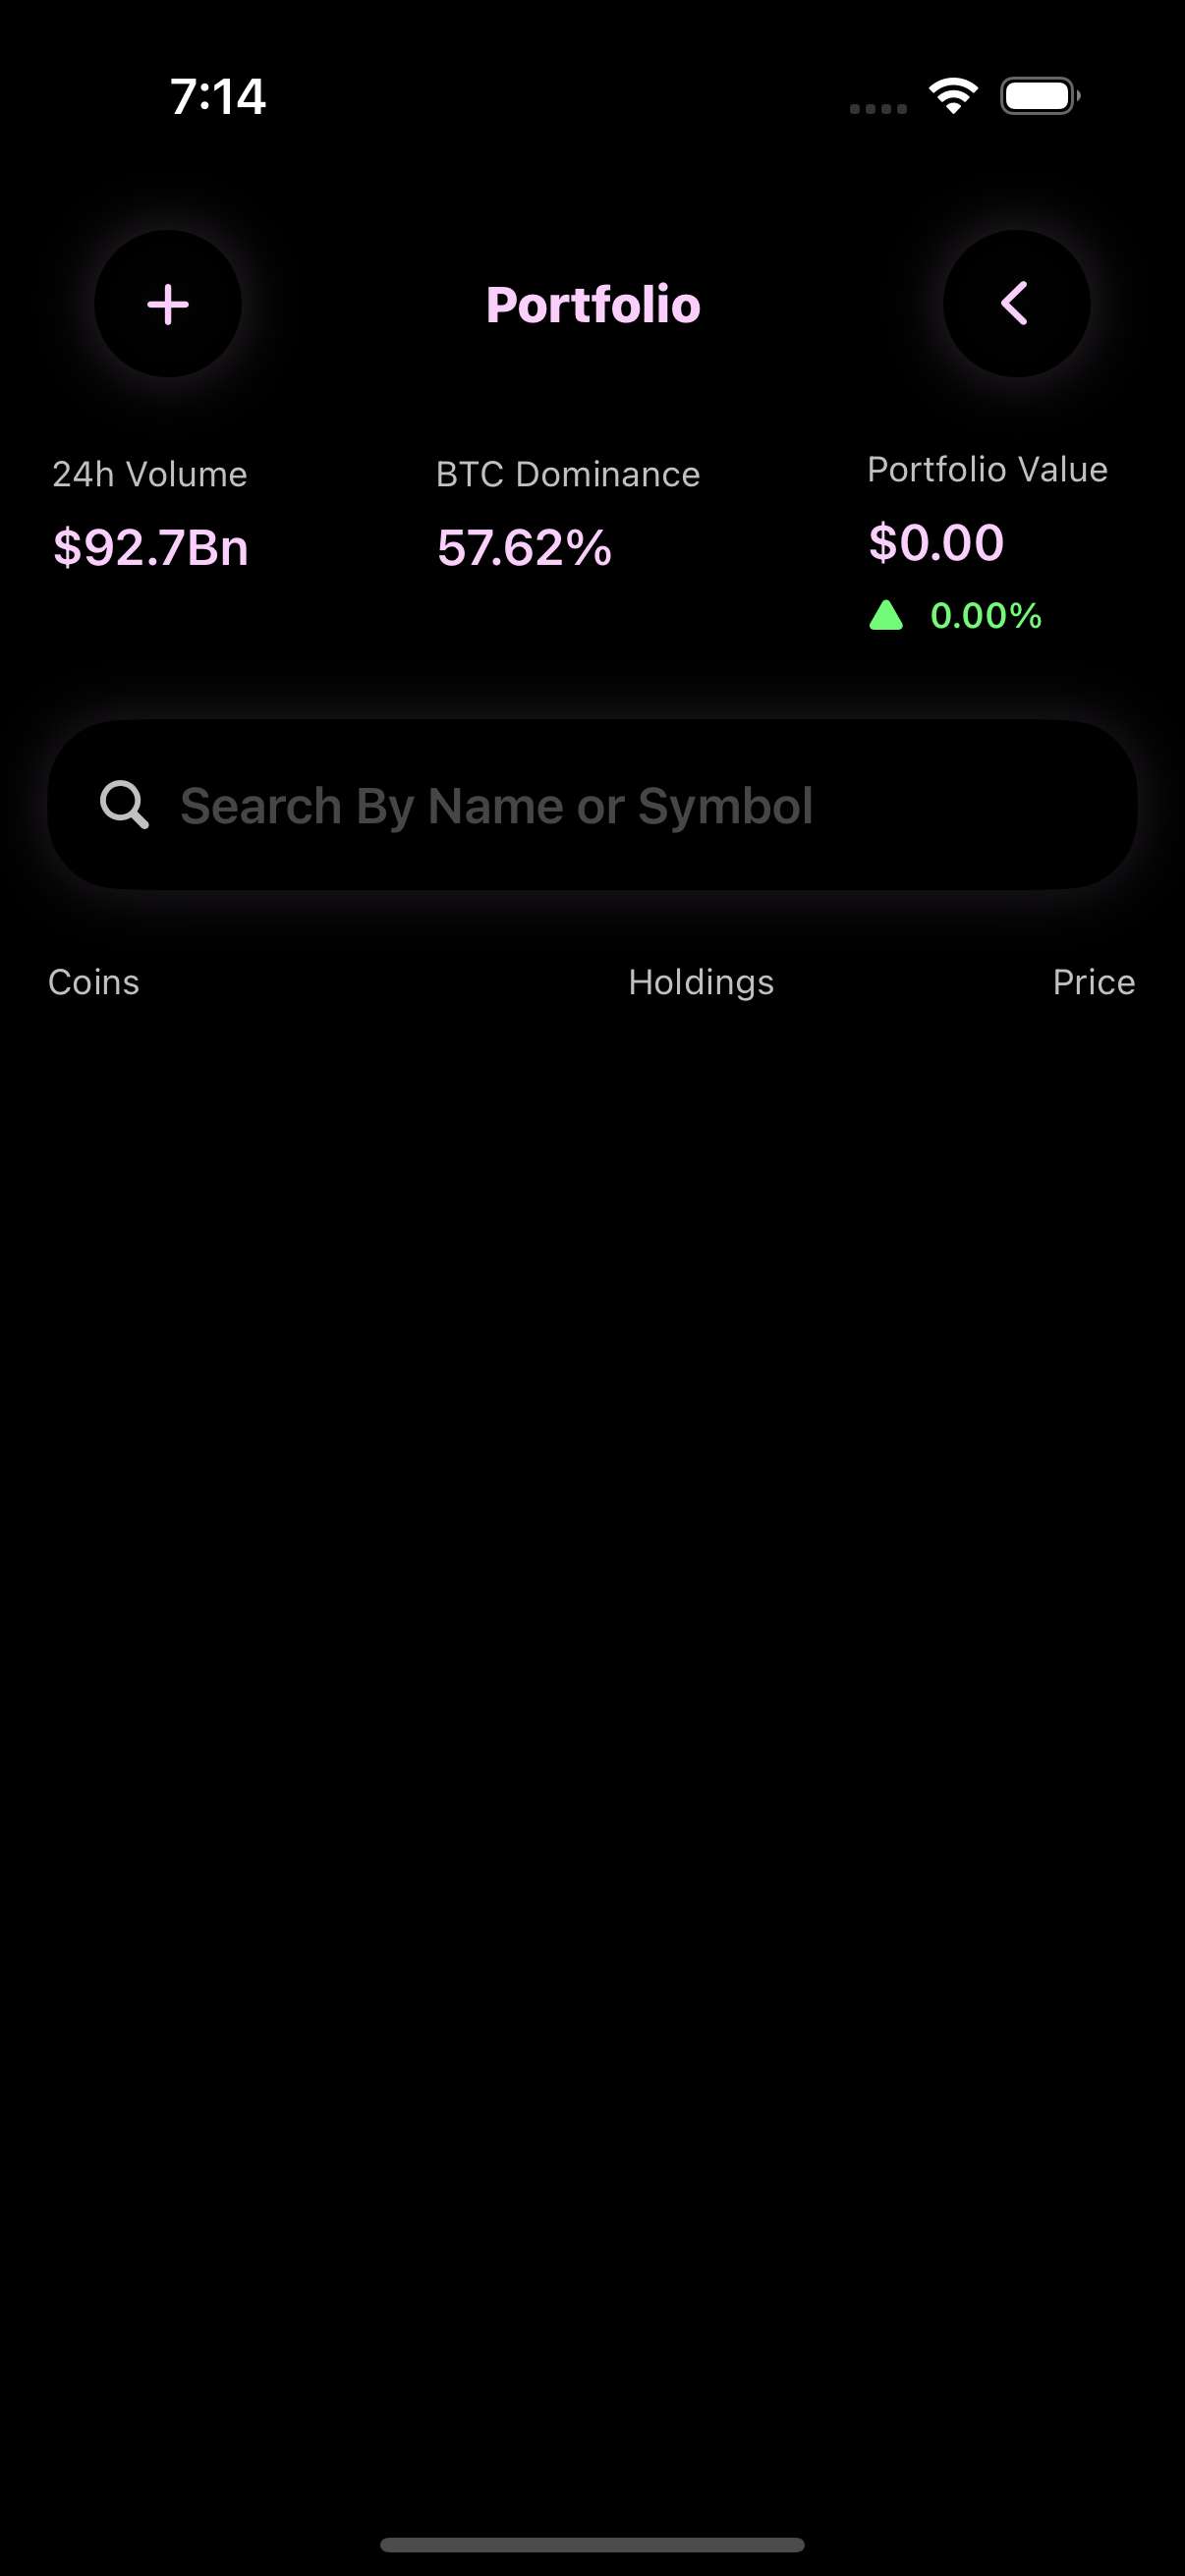 7:14
Portfolio
24h Volume
BTC Dominance
Portfolio Value
$92.7Bn
57.62%
$0.00
0.00%
Search By Name or Symbol
Coins
Holdings
Price